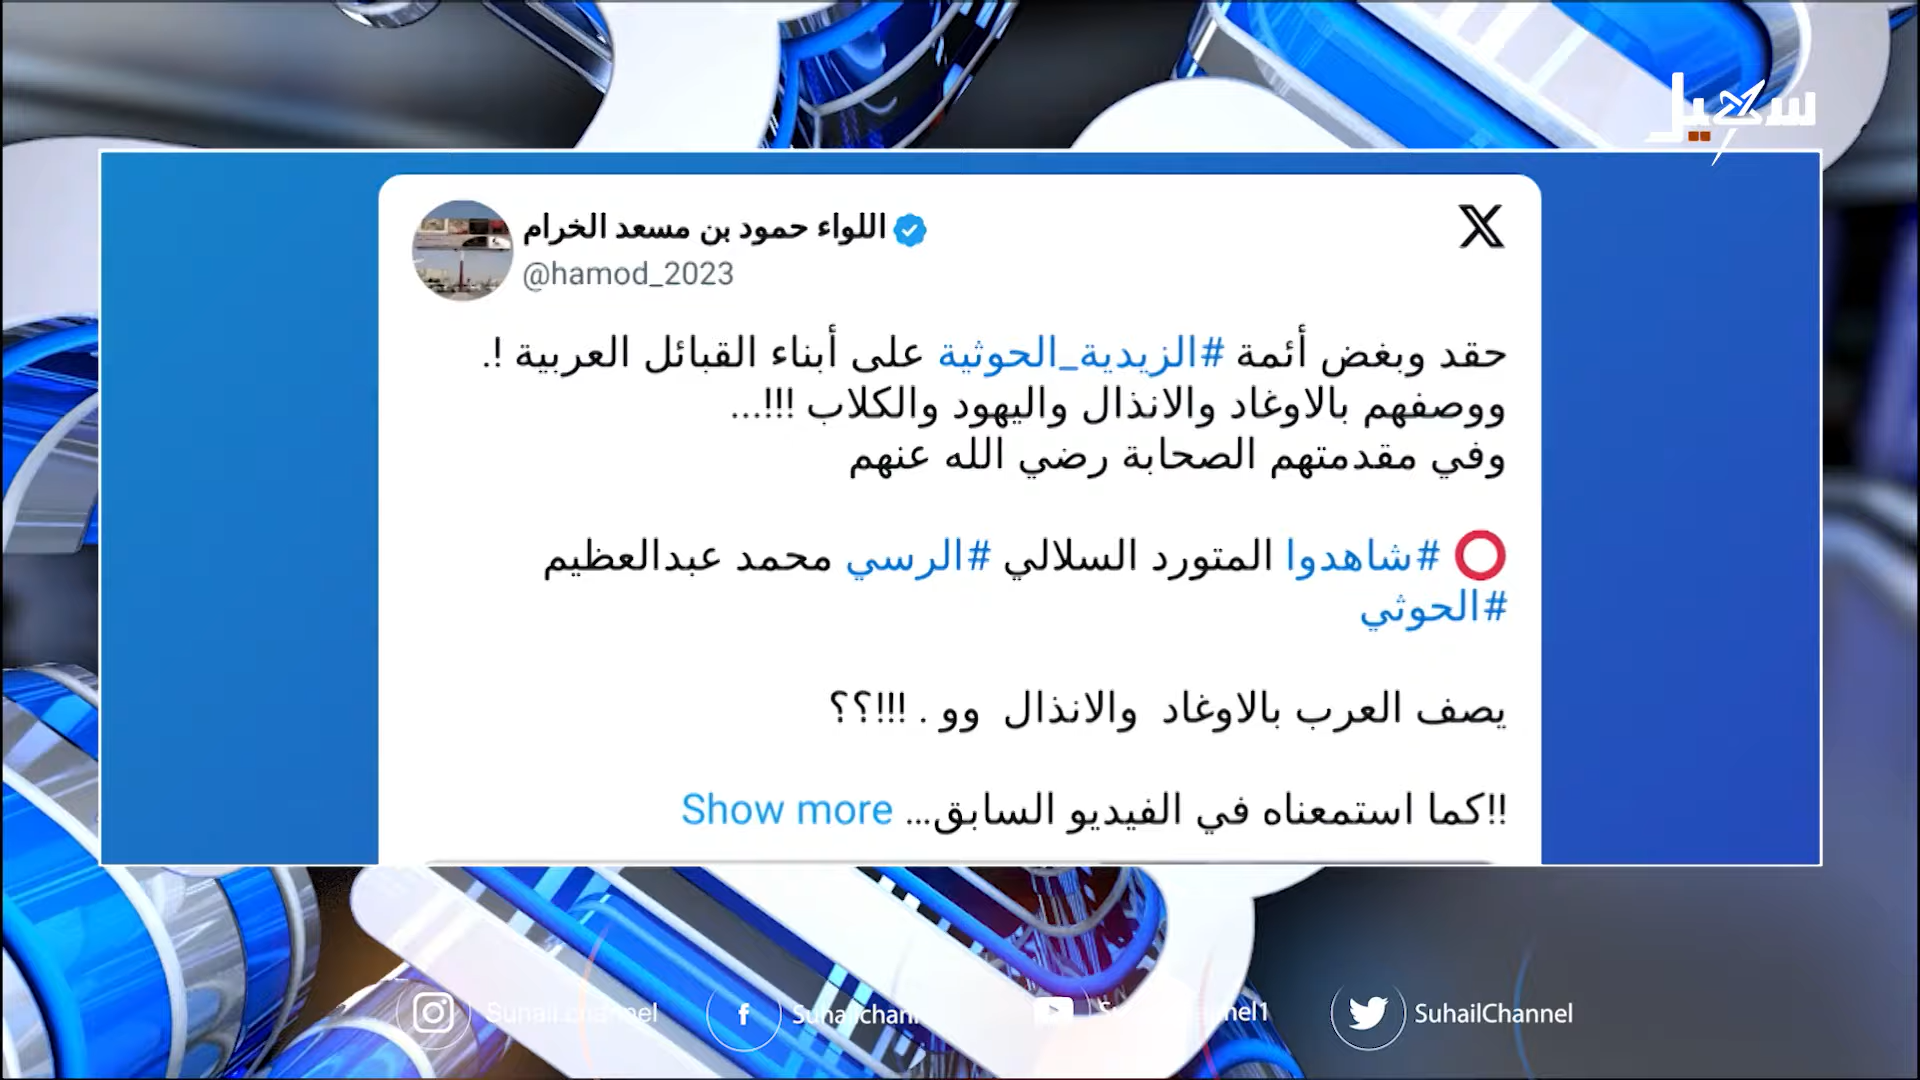 سهيل
اللواء حمود بن مسعد الخرام
@hamod_2023
حقد وبغض أئمة #الزيدية_الحوثية على أبناء القبائل العربية !.
ووصفهم بالاوغاد والانذال واليهود والكلاب !!!...
وفي مقدمتهم الصحابة رضي الله عنهم
#شاهدوا المتورد السلالي #الرسي محمد عبدالعظيم
#الحوثي
يصف العرب بالاوغاد والانذال وو . !!!؟؟
!!كما استمعناه في الفيديو السابق... Show more
SuhailChannel